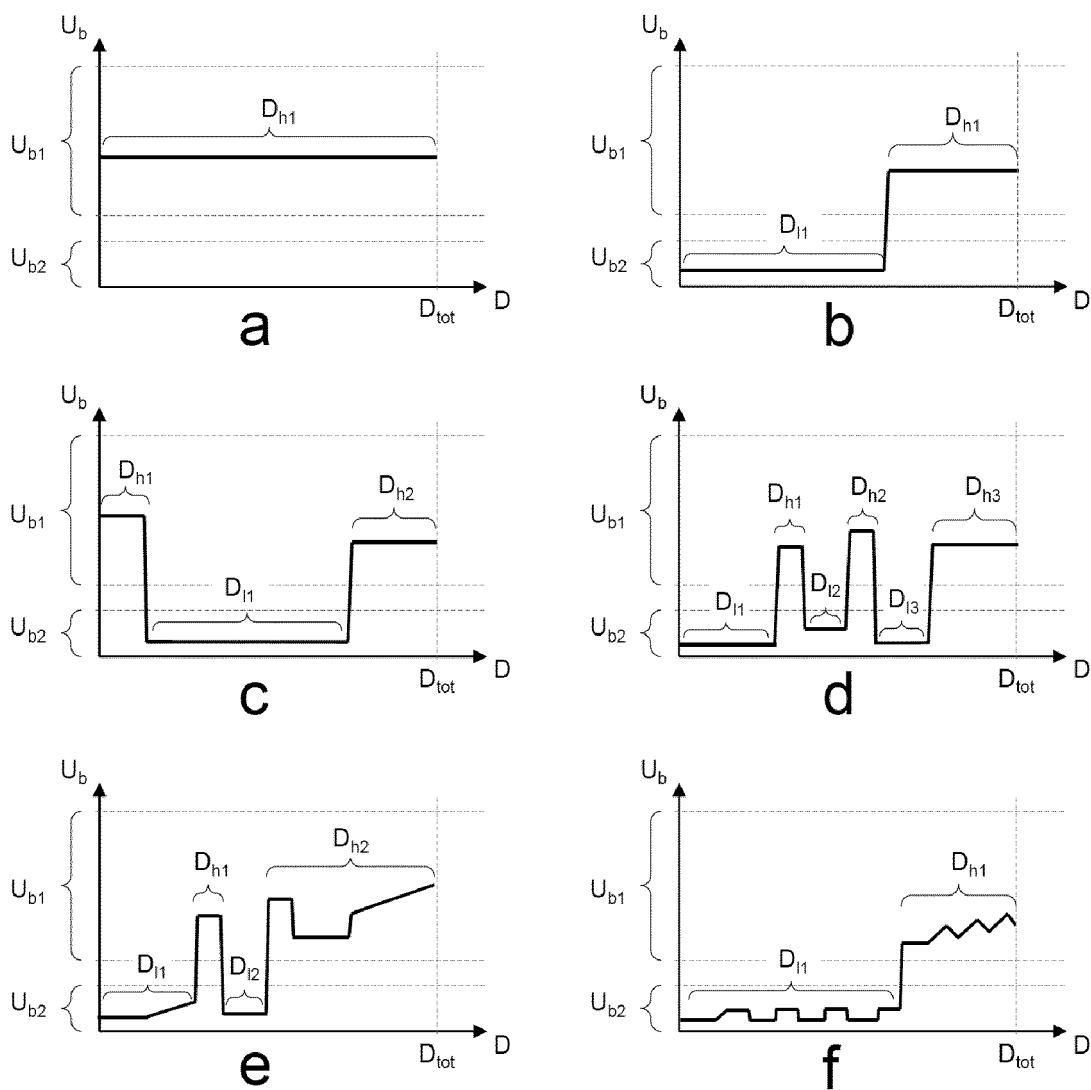 U_b
D_h1
U_b1
U_b2
D_tot D
a
U_b
D_h1
U_b1
D_l1
U_b2
D_tot D
b
U_b
D_h1
D_h2
U_b1
D_l1
U_b2
D_tot D
c
U_b
D_h1 D_h2 D_h3
U_b1
D_l1 D_l2 D_l3
U_b2
D_tot D
d
U_b
D_h2
D_h1
U_b1
D_l1 D_l2
U_b2
D_tot D
e
U_b
D_h1
U_b1
D_l1
U_b2
D_tot D
f